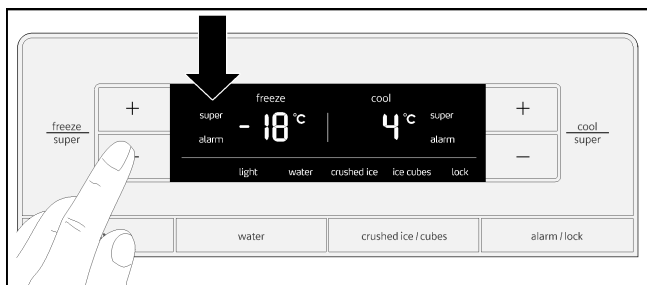 freeze
super
+
−
freeze
cool
super
alarm
-18 °C
4 °C
super
alarm
light water crushed ice ice cubes lock
+
−
cool
super
water
crushed ice / cubes
alarm / lock